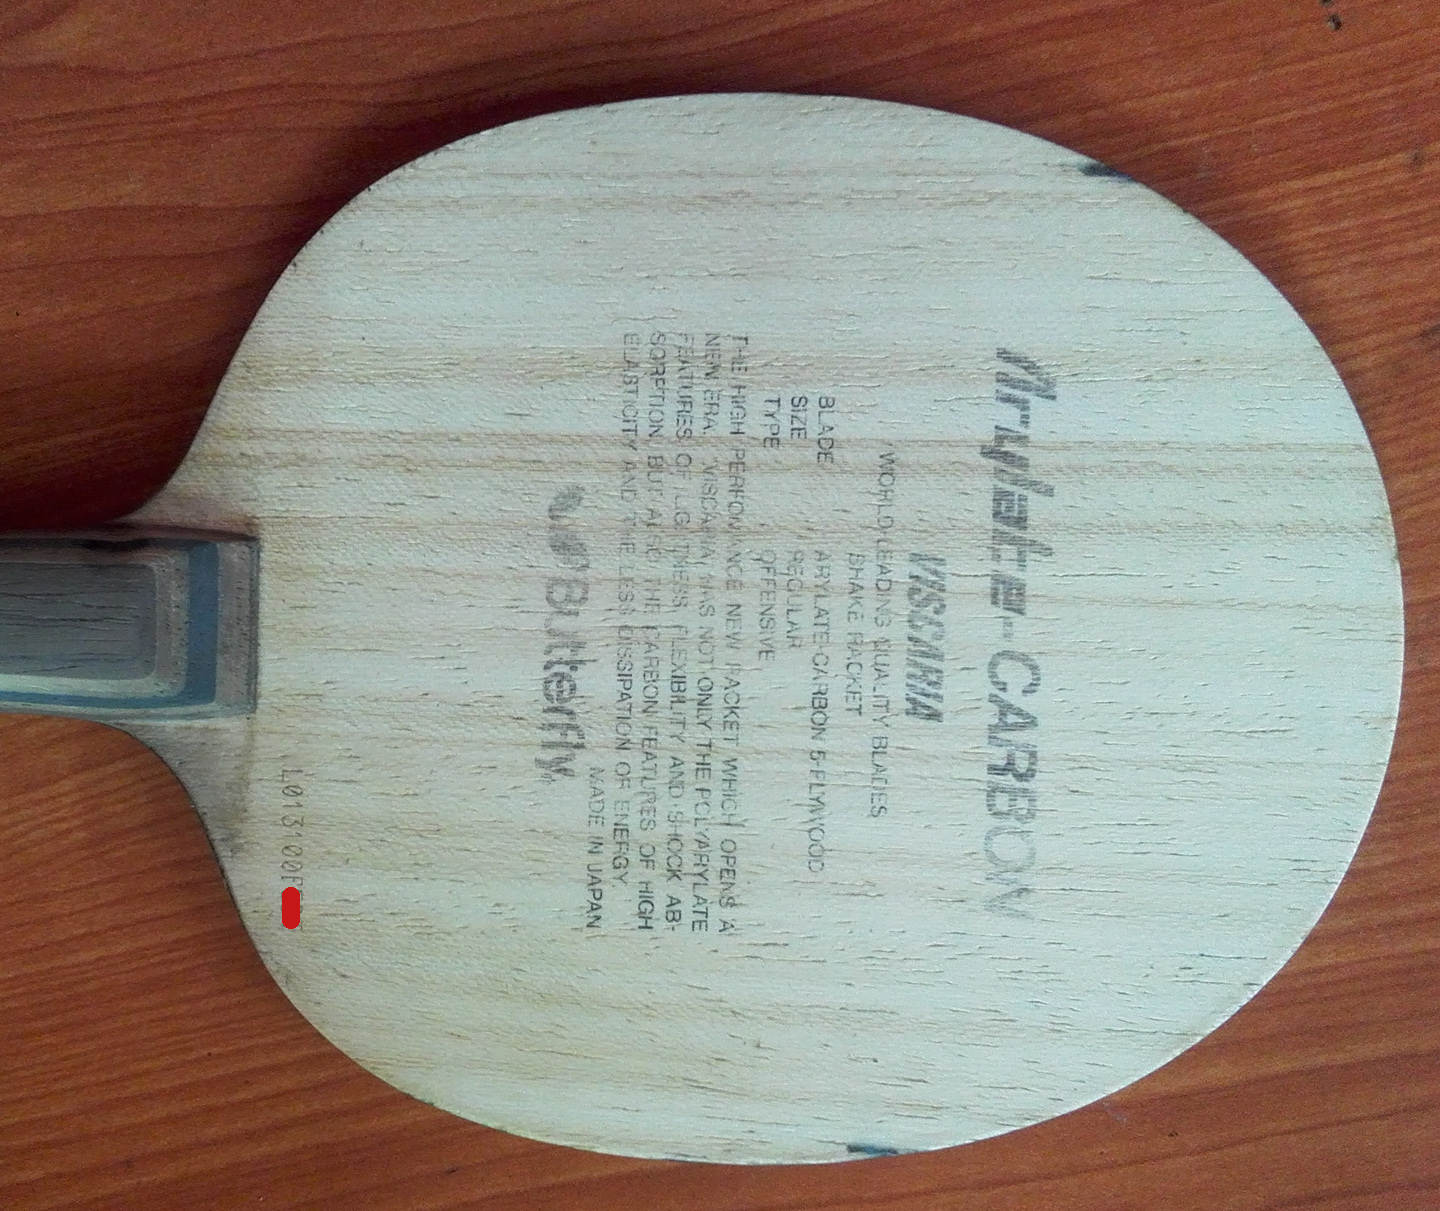 Arylate-CARBON
VISCARIA
WORLD-LEADING QUALITY BLADES
SHAKE RACKET
BLADE ARYLATE-CARBON 5-PLYWOOD
SIZE REGULAR
TYPE OFFENSIVE
THE HIGH PERFOMANCE NEW RACKET WHICH OPENS A
NEW ERA. "VISCARIA" HAS NOT ONLY THE POLYARYLATE
FEATURES OF LIGHTNESS FLEXIBILITY AND SHOCK AB-
SORPTION BUT ALSO THE CARBON FEATURES OF HIGH
ELASTICITY AND THE LESS DISSIPATION OF ENERGY
MADE IN JAPAN
Butterfly
L013100F